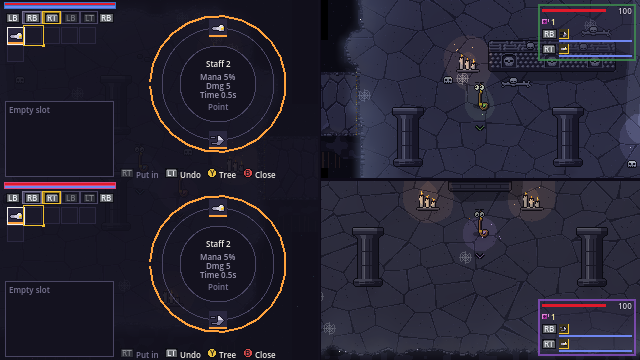 LB RB RT LB LT RB
Empty slot
Staff 2
Mana 5%
Dmg 5
Time 0.5s
Point
RT Put in LT Undo Y Tree B Close
100
1
RB
RT
LB RB RT LB LT RB
Empty slot
Staff 2
Mana 5%
Dmg 5
Time 0.5s
Point
RT Put in LT Undo Y Tree B Close
100
1
RB
RT